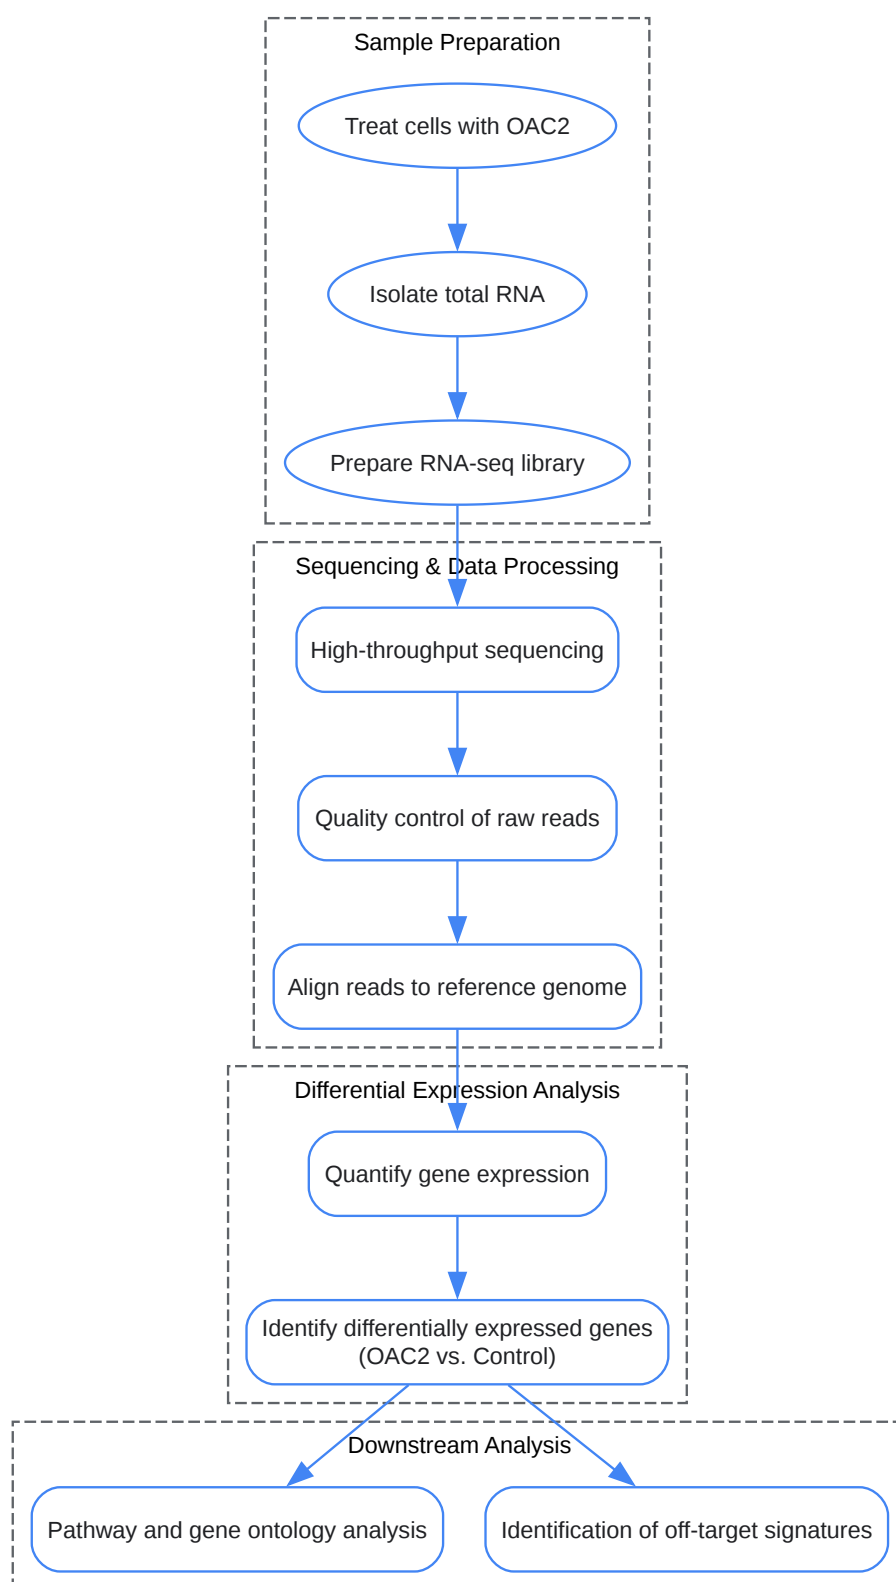 Sample Preparation
Treat cells with OAC2
Isolate total RNA
Prepare RNA-seq library
Sequencing & Data Processing
High-throughput sequencing
Quality control of raw reads
Align reads to reference genome
Differential Expression Analysis
Quantify gene expression
Identify differentially expressed genes
(OAC2 vs. Control)
Downstream Analysis
Pathway and gene ontology analysis
Identification of off-target signatures